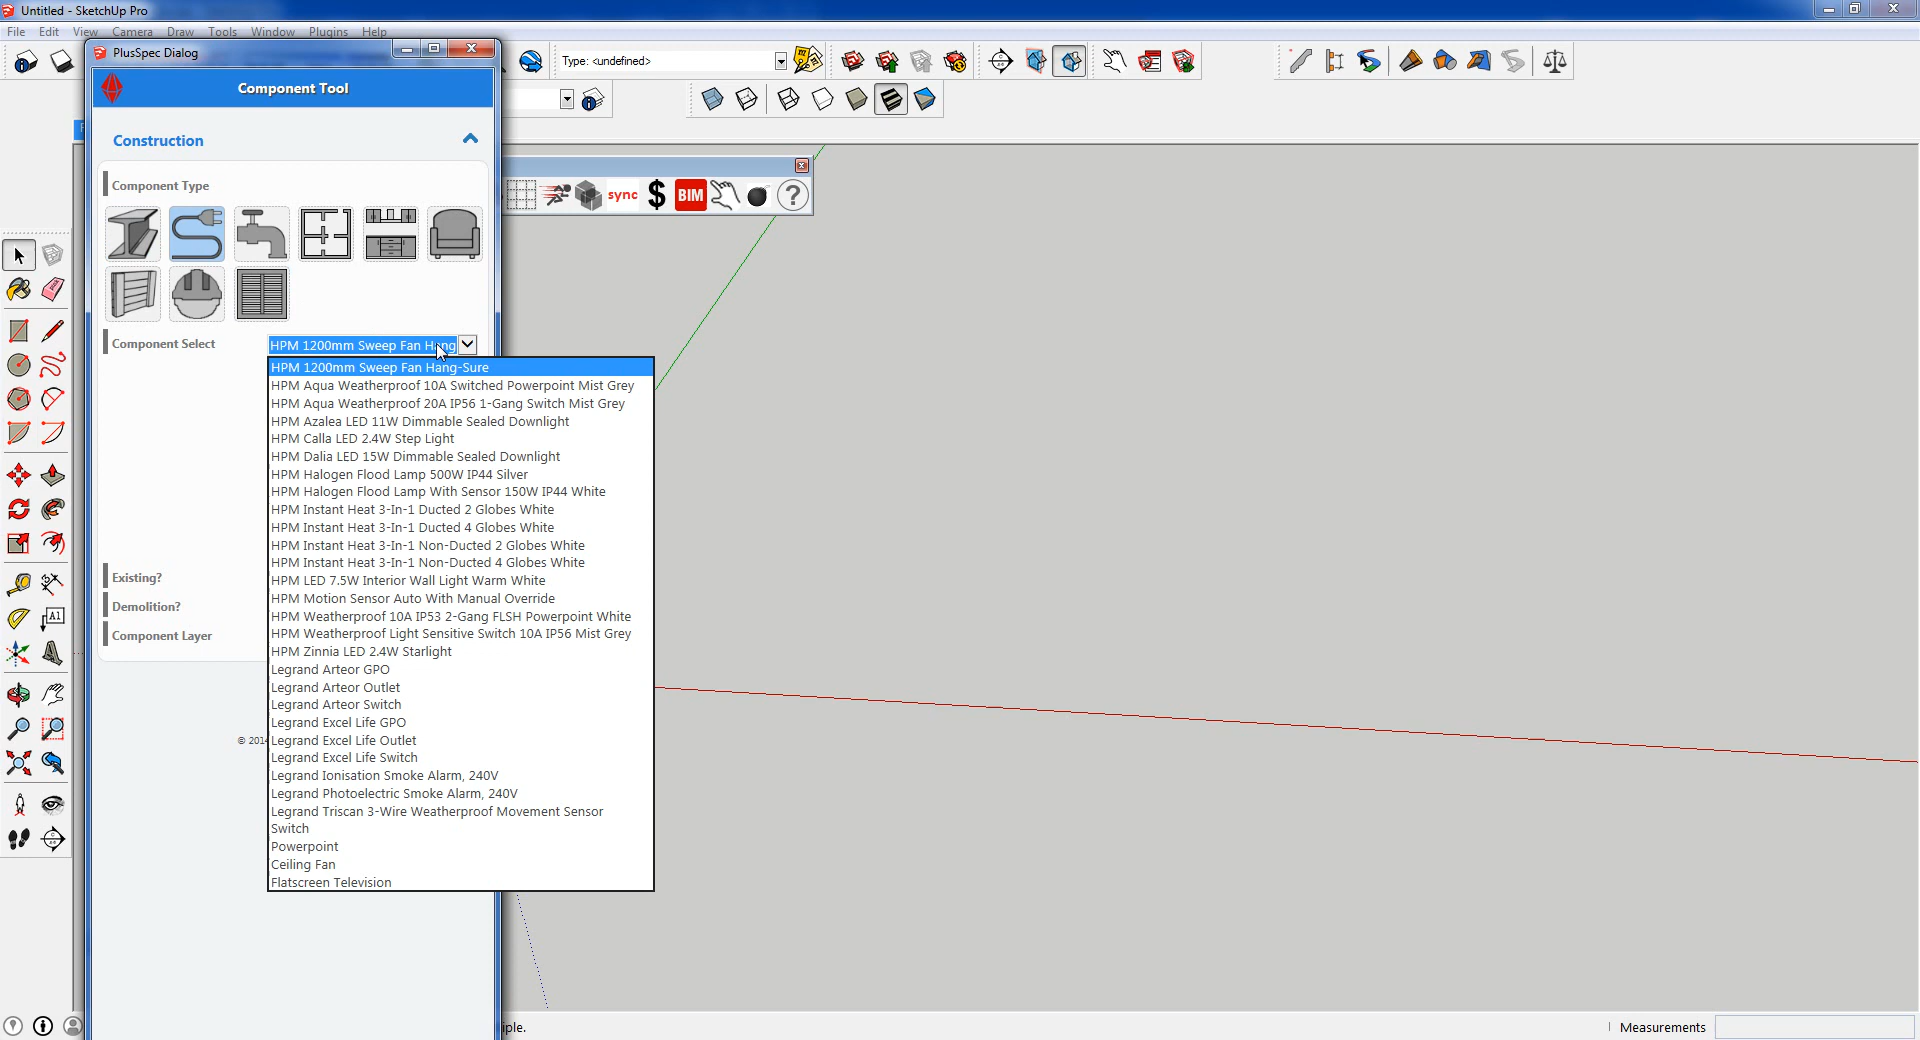 Untitled - SketchUp Pro
File Edit View Camera Draw Tools Window Plugins Help
PlusSpec Dialog
Type: <undefined>
Component Tool
Construction
Component Type
sync $ BIM ?
Component Select
HPM 1200mm Sweep Fan Hang
HPM 1200mm Sweep Fan Hang-Sure
HPM Aqua Weatherproof 10A Switched Powerpoint Mist Grey
HPM Aqua Weatherproof 20A IP56 1-Gang Switch Mist Grey
HPM Azalea LED 11W Dimmable Sealed Downlight
HPM Calla LED 2.4W Step Light
HPM Dalia LED 15W Dimmable Sealed Downlight
HPM Halogen Flood Lamp 500W IP44 Silver
HPM Halogen Flood Lamp With Sensor 150W IP44 White
HPM Instant Heat 3-In-1 Ducted 2 Globes White
HPM Instant Heat 3-In-1 Ducted 4 Globes White
HPM Instant Heat 3-In-1 Non-Ducted 2 Globes White
HPM Instant Heat 3-In-1 Non-Ducted 4 Globes White
HPM LED 7.5W Interior Wall Light Warm White
HPM Motion Sensor Auto With Manual Override
HPM Weatherproof 10A IP53 2-Gang FLSH Powerpoint White
HPM Weatherproof Light Sensitive Switch 10A IP56 Mist Grey
HPM Zinnia LED 2.4W Starlight
Legrand Arteor GPO
Legrand Arteor Outlet
Legrand Arteor Switch
Legrand Excel Life GPO
Legrand Excel Life Outlet
Legrand Excel Life Switch
Legrand Ionisation Smoke Alarm, 240V
Legrand Photoelectric Smoke Alarm, 240V
Legrand Triscan 3-Wire Weatherproof Movement Sensor
Switch
Powerpoint
Ceiling Fan
Flatscreen Television
Existing?
Demolition?
Component Layer
© 2014
A1
iple.
Measurements